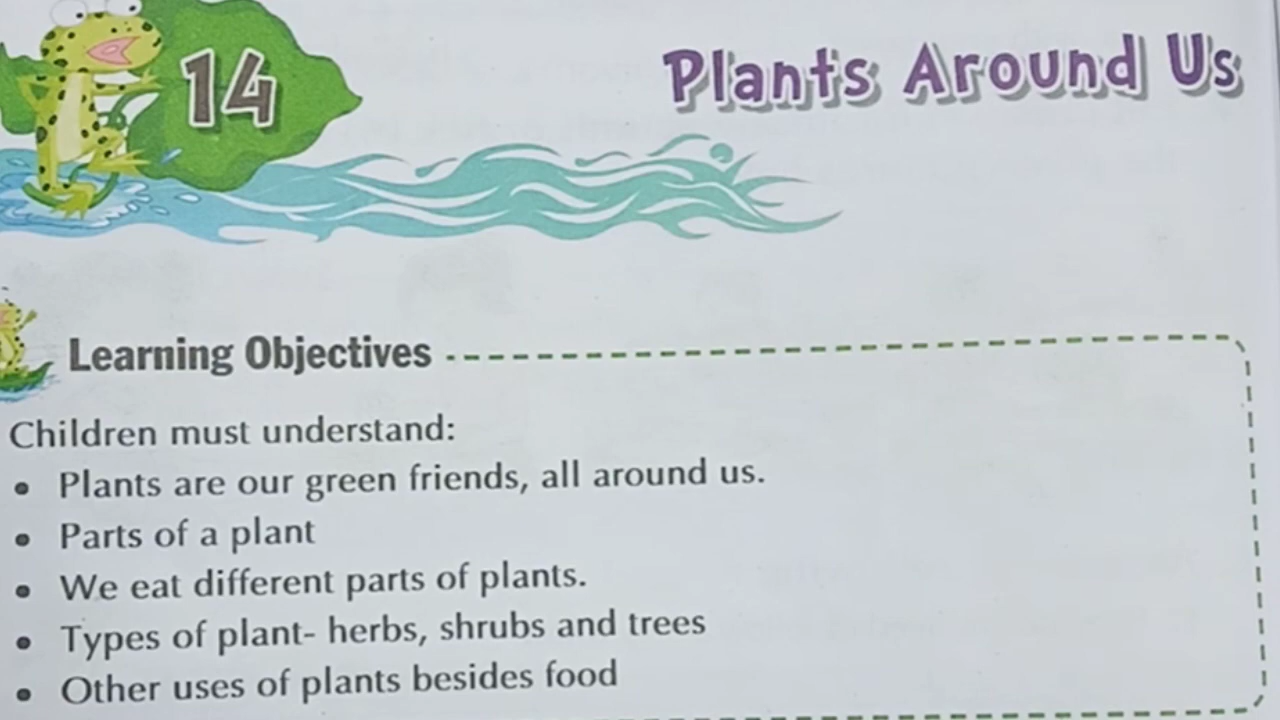 14
Plants Around Us
Learning Objectives
Children must understand:
• Plants are our green friends, all around us.
• Parts of a plant
• We eat different parts of plants.
• Types of plant- herbs, shrubs and trees
• Other uses of plants besides food